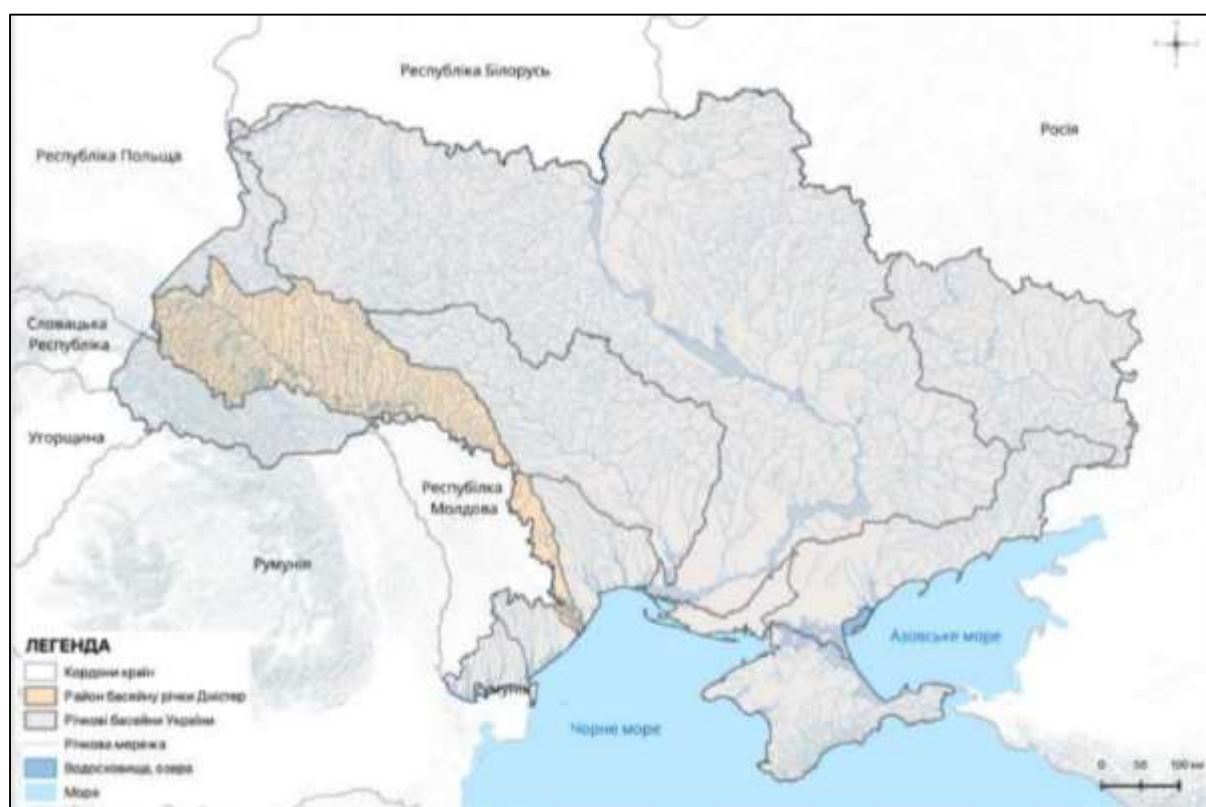 Республіка Білорусь
Росія
Республіка Польща
Словацька
Республіка
Угорщина
Республіка
Молдова
Румунія
Азовське море
Чорне море
Румунія
ЛЕГЕНДА
Кордони країн
Район басейну річки Дністер
Річкові басейни України
Річкова мережа
Водосховища, озера
Моря
0 50 100 км